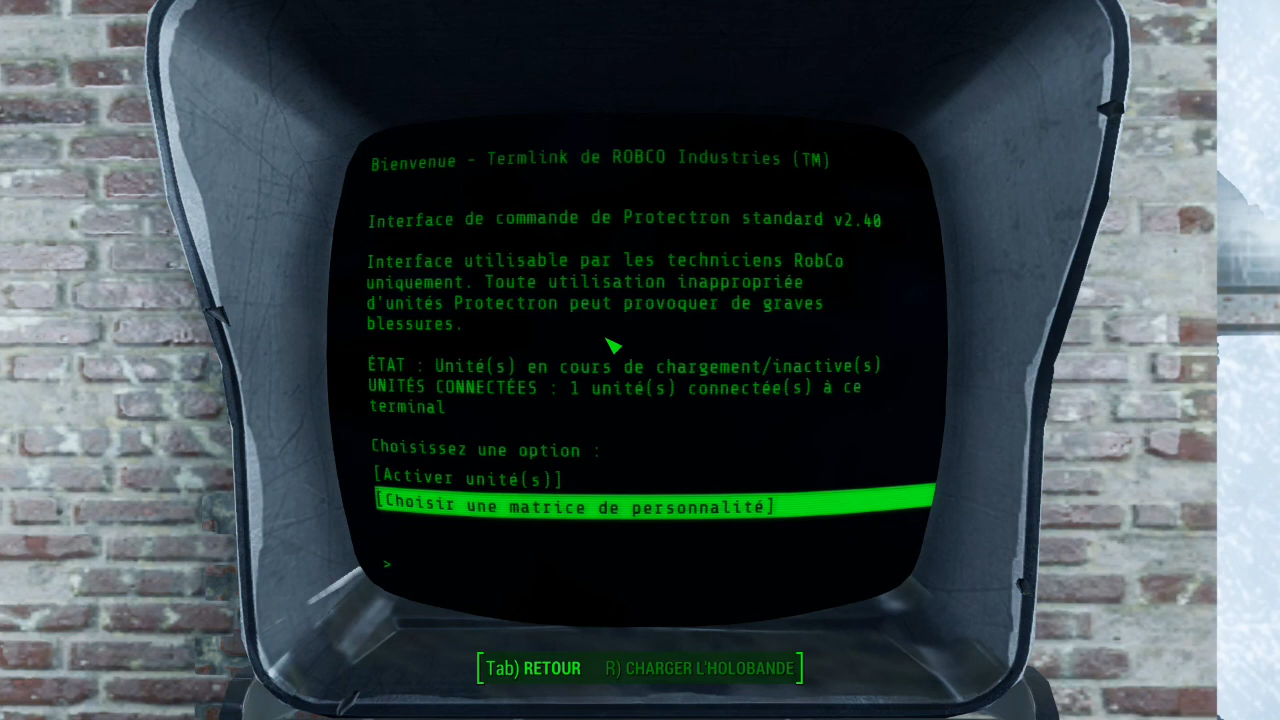 Bienvenue - Termlink de ROBCO Industries (TM)
Interface de commande de Protectron standard v2.40
Interface utilisable par les techniciens RobCo
uniquement. Toute utilisation inappropriée
d'unités Protectron peut provoquer de graves
blessures.
ÉTAT : Unité(s) en cours de chargement/inactive(s)
UNITÉS CONNECTÉES : 1 unité(s) connectée(s) à ce
terminal
Choisissez une option :
[Activer unité(s)]
[Choisir une matrice de personnalité]
>
Tab) RETOUR R) CHARGER L'HOLOBANDE